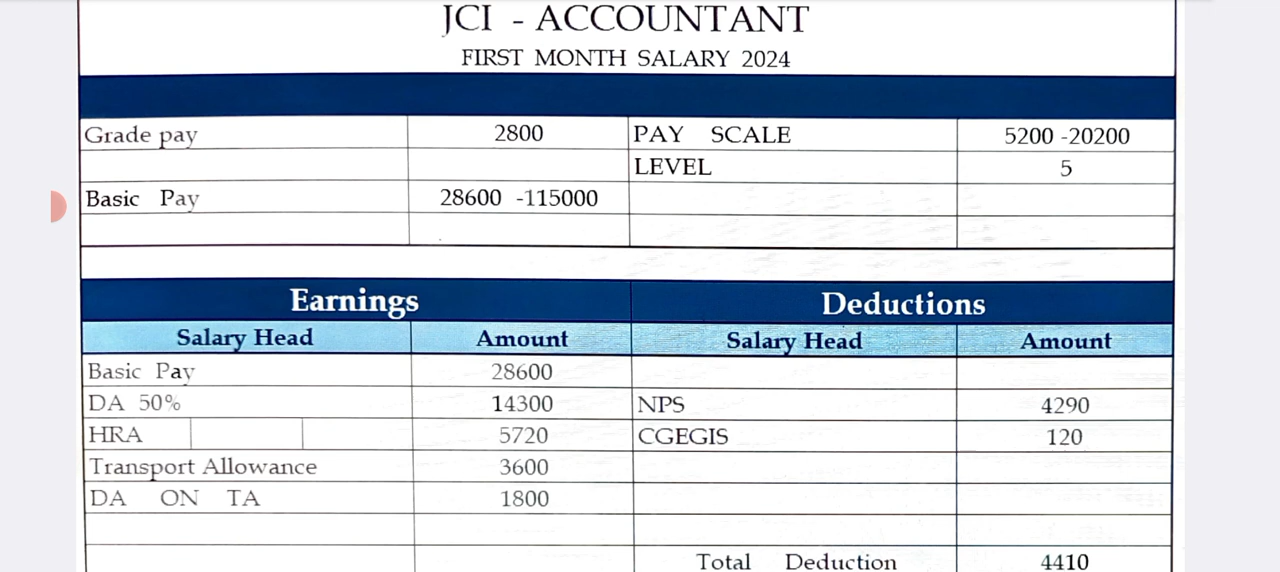 JCI - ACCOUNTANT
FIRST MONTH SALARY 2024
Grade pay 2800 PAY SCALE 5200 -20200
LEVEL 5
Basic Pay 28600 -115000
Earnings Deductions
Salary Head Amount Salary Head Amount
Basic Pay 28600
DA 50% 14300 NPS 4290
HRA 5720 CGEGIS 120
Transport Allowance 3600
DA ON TA 1800
Total Deduction 4410